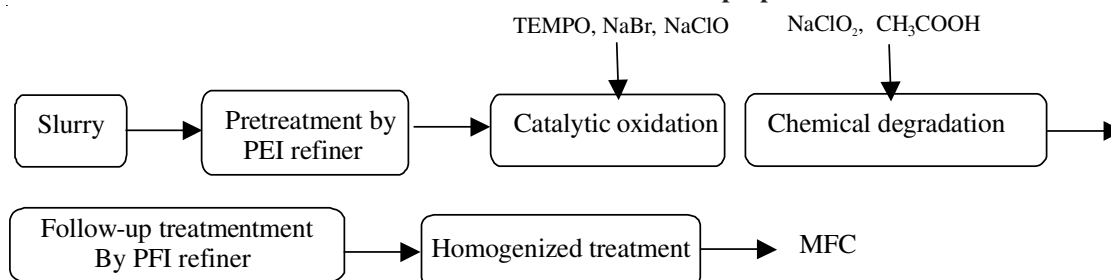 TEMPO, NaBr, NaClO
NaClO₂, CH₃COOH
Slurry
Pretreatment by
PEI refiner
Catalytic oxidation
Chemical degradation
Follow-up treatmentment
By PFI refiner
Homogenized treatment
MFC